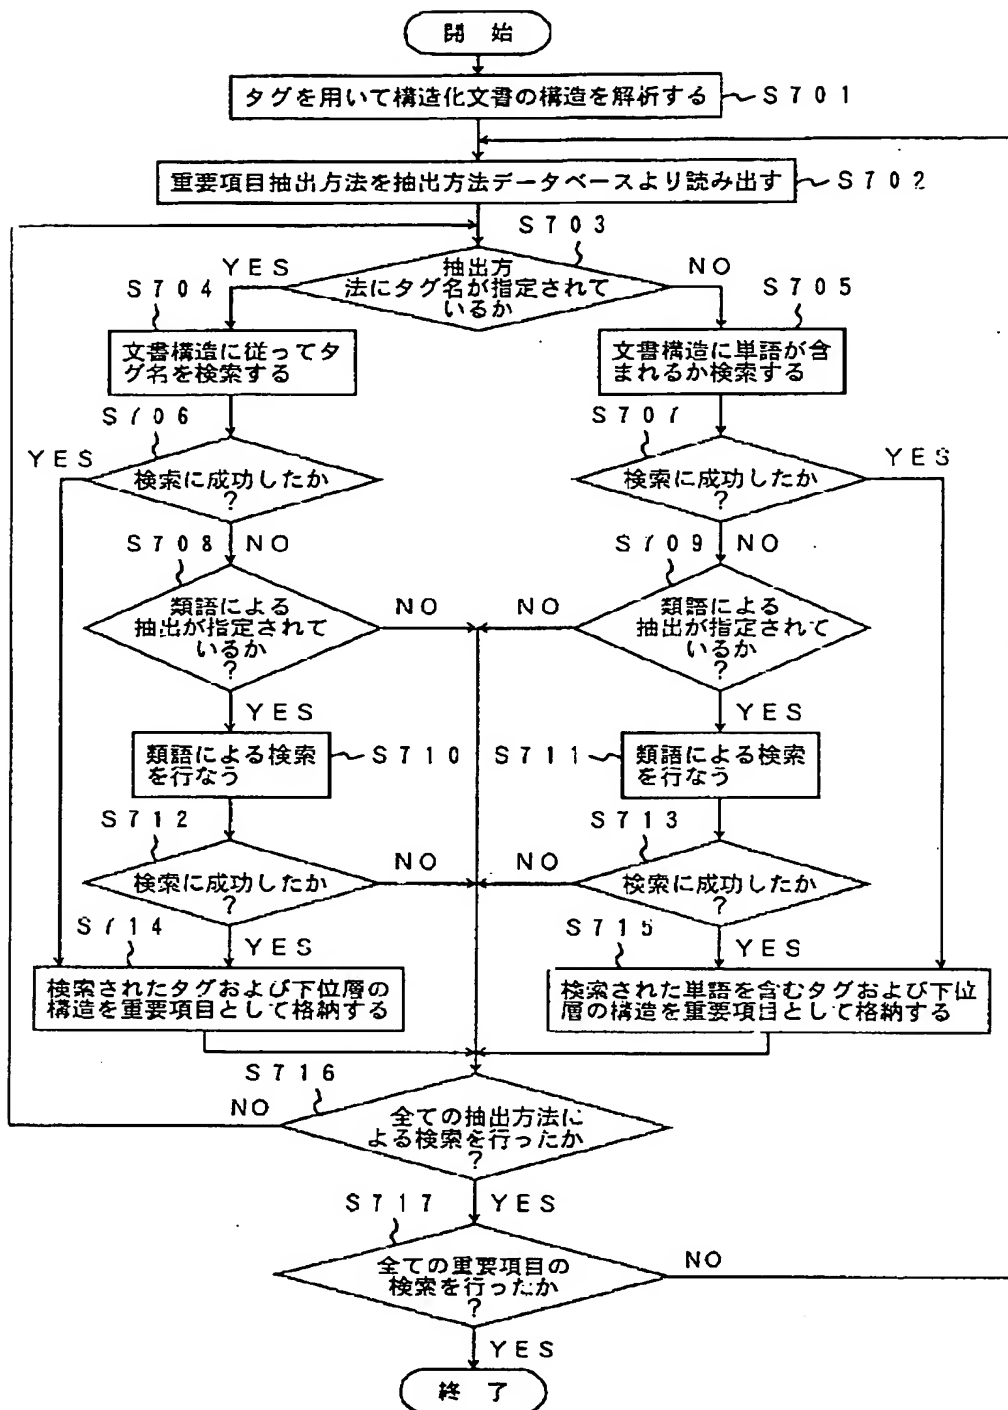 開 始
タグを用いて構造化文書の構造を解析する
S701
重要項目抽出方法を抽出方法データベースより読み出す
S702
S703
YES
抽出方
法にタグ名が指定されて
いるか
NO
S704
S705
文書構造に従ってタ
グ名を検索する
文書構造に単語が含
まれるか検索する
S706
S707
YES
検索に成功したか
?
検索に成功したか
?
YES
S708
NO
S709
NO
類語による
抽出が指定されて
いるか
?
NO
NO
類語による
抽出が指定されて
いるか
?
YES
YES
類語による検索
を行なう
S710
S711
類語による検索
を行なう
S712
S713
検索に成功したか
?
NO
NO
検索に成功したか
?
S714
YES
S715
YES
検索されたタグおよび下位層の
構造を重要項目として格納する
検索された単語を含むタグおよび下位
層の構造を重要項目として格納する
S716
NO
全ての抽出方法に
よる検索を行ったか
?
S717
YES
全ての重要項目の
検索を行ったか
?
NO
YES
終 了